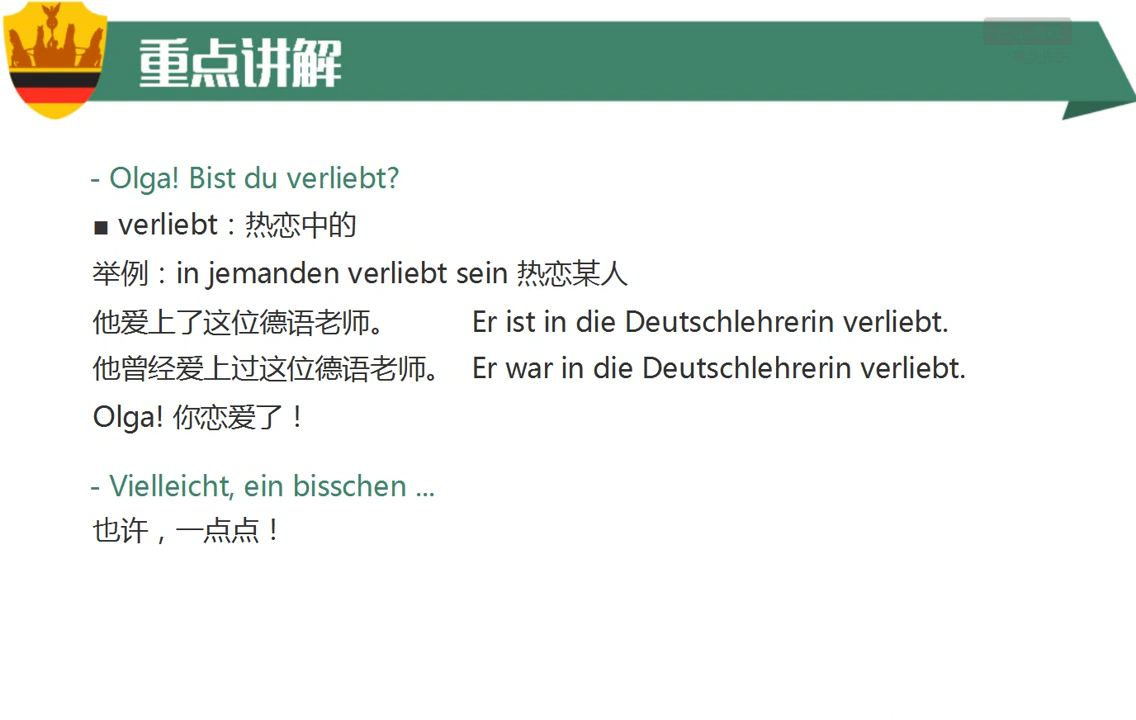 重点讲解
- Olga! Bist du verliebt?
■ verliebt：热恋中的
举例：in jemanden verliebt sein 热恋某人
他爱上了这位德语老师。 Er ist in die Deutschlehrerin verliebt.
他曾经爱上过这位德语老师。 Er war in die Deutschlehrerin verliebt.
Olga! 你恋爱了！
- Vielleicht, ein bisschen ...
也许，一点点！